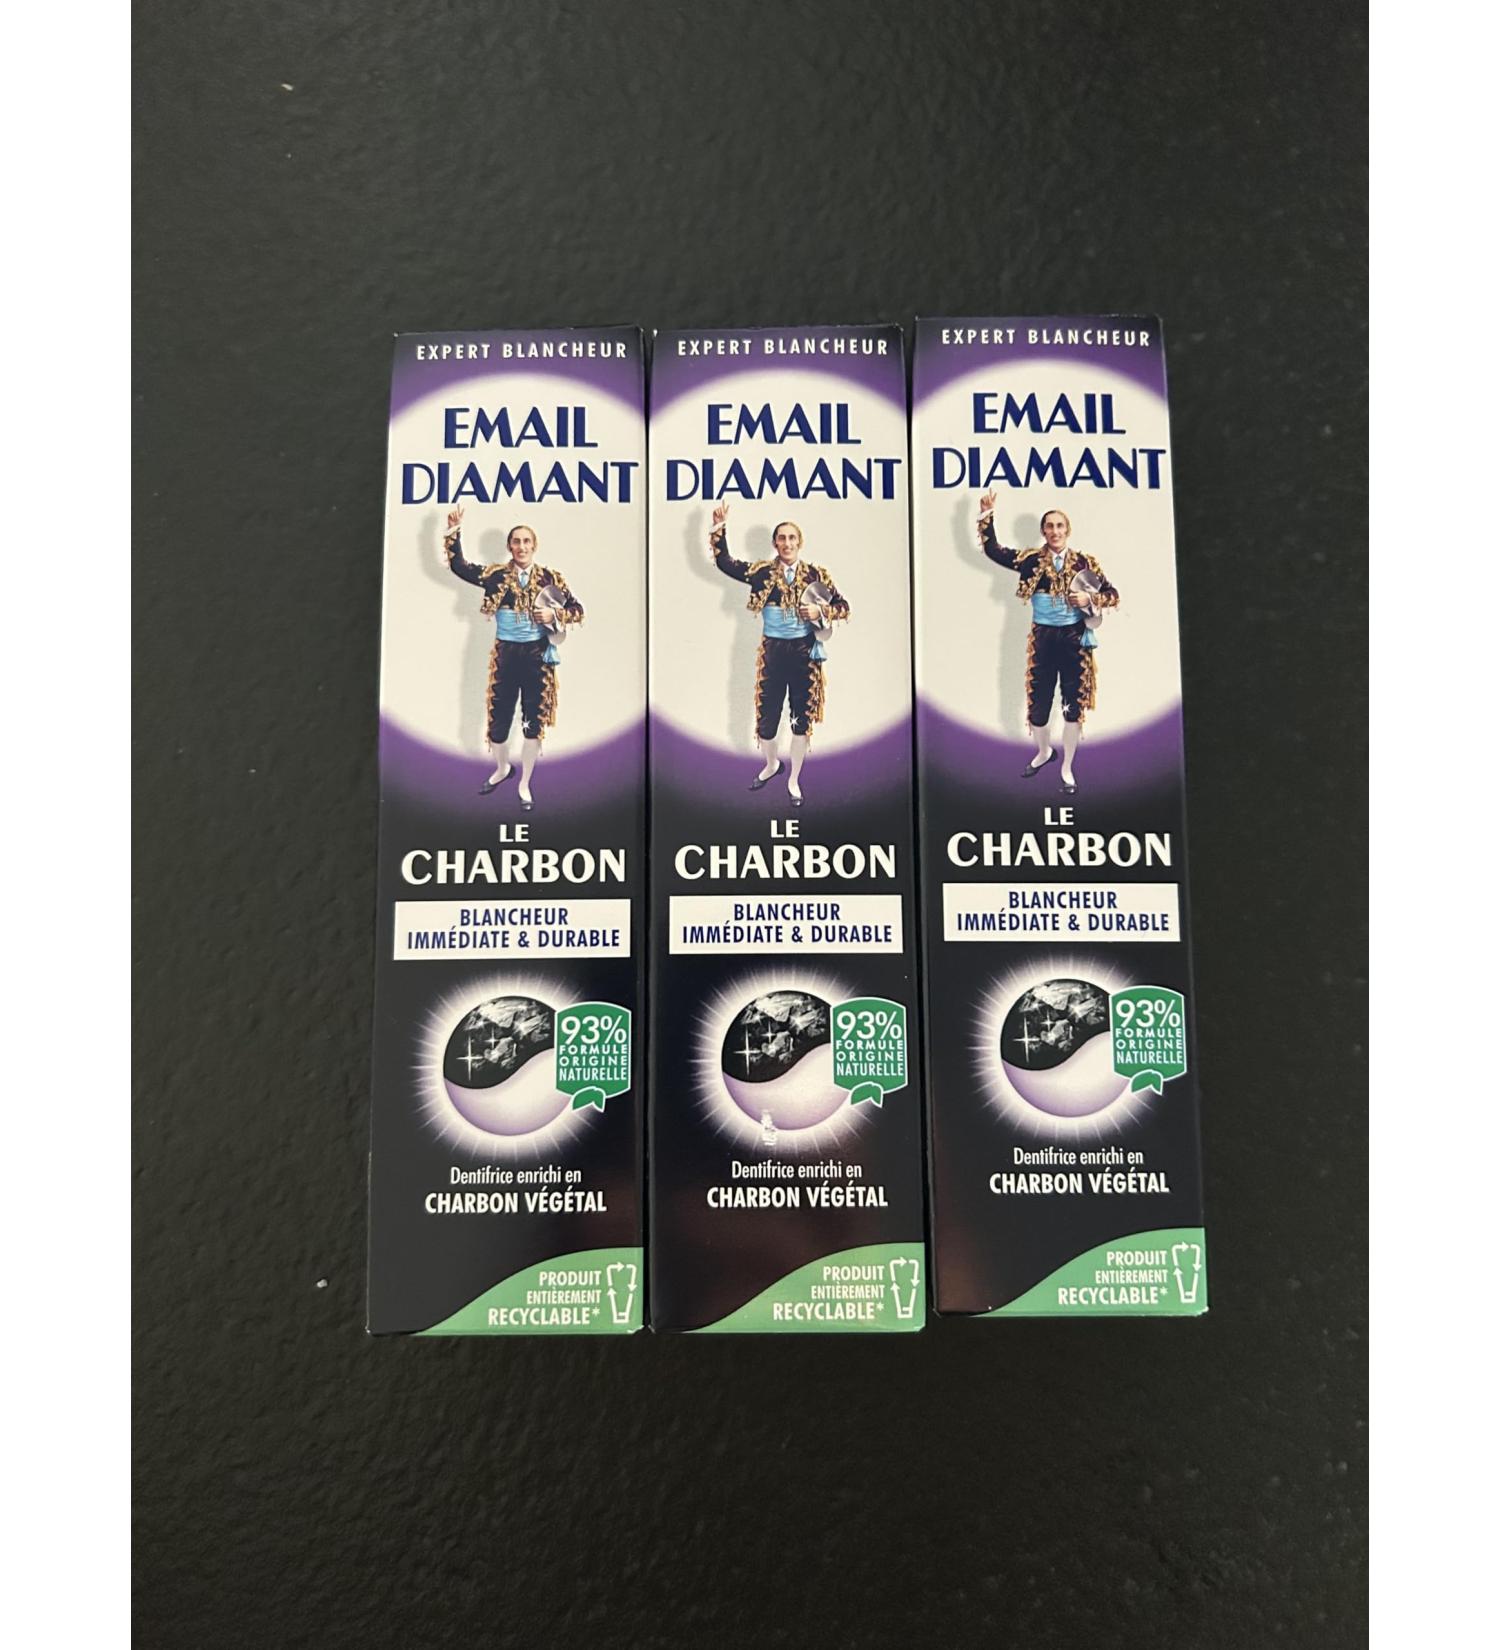 EXPERT BLANCHEUR
EMAIL
DIAMANT
LE
CHARBON
BLANCHEUR
IMMÉDIATE & DURABLE
93%
FORMULE
ORIGINE
NATURELLE
Dentifrice enrichi en
CHARBON VÉGÉTAL
PRODUIT
ENTIÈREMENT
RECYCLABLE*
EXPERT BLANCHEUR
EMAIL
DIAMANT
LE
CHARBON
BLANCHEUR
IMMÉDIATE & DURABLE
93%
FORMULE
ORIGINE
NATURELLE
Dentifrice enrichi en
CHARBON VÉGÉTAL
PRODUIT
ENTIÈREMENT
RECYCLABLE*
EXPERT BLANCHEUR
EMAIL
DIAMANT
LE
CHARBON
BLANCHEUR
IMMÉDIATE & DURABLE
93%
FORMULE
ORIGINE
NATURELLE
Dentifrice enrichi en
CHARBON VÉGÉTAL
PRODUIT
ENTIÈREMENT
RECYCLABLE*